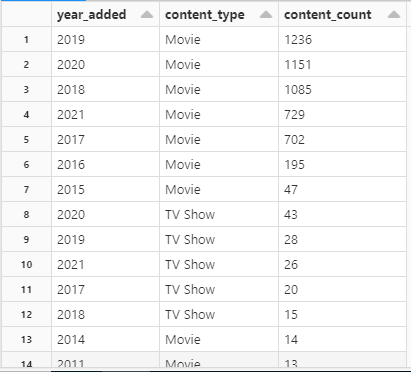 year_added content_type content_count
1 2019 Movie 1236
2 2020 Movie 1151
3 2018 Movie 1085
4 2021 Movie 729
5 2017 Movie 702
6 2016 Movie 195
7 2015 Movie 47
8 2020 TV Show 43
9 2019 TV Show 28
10 2021 TV Show 26
11 2017 TV Show 20
12 2018 TV Show 15
13 2014 Movie 14
14 2011 Movie 13